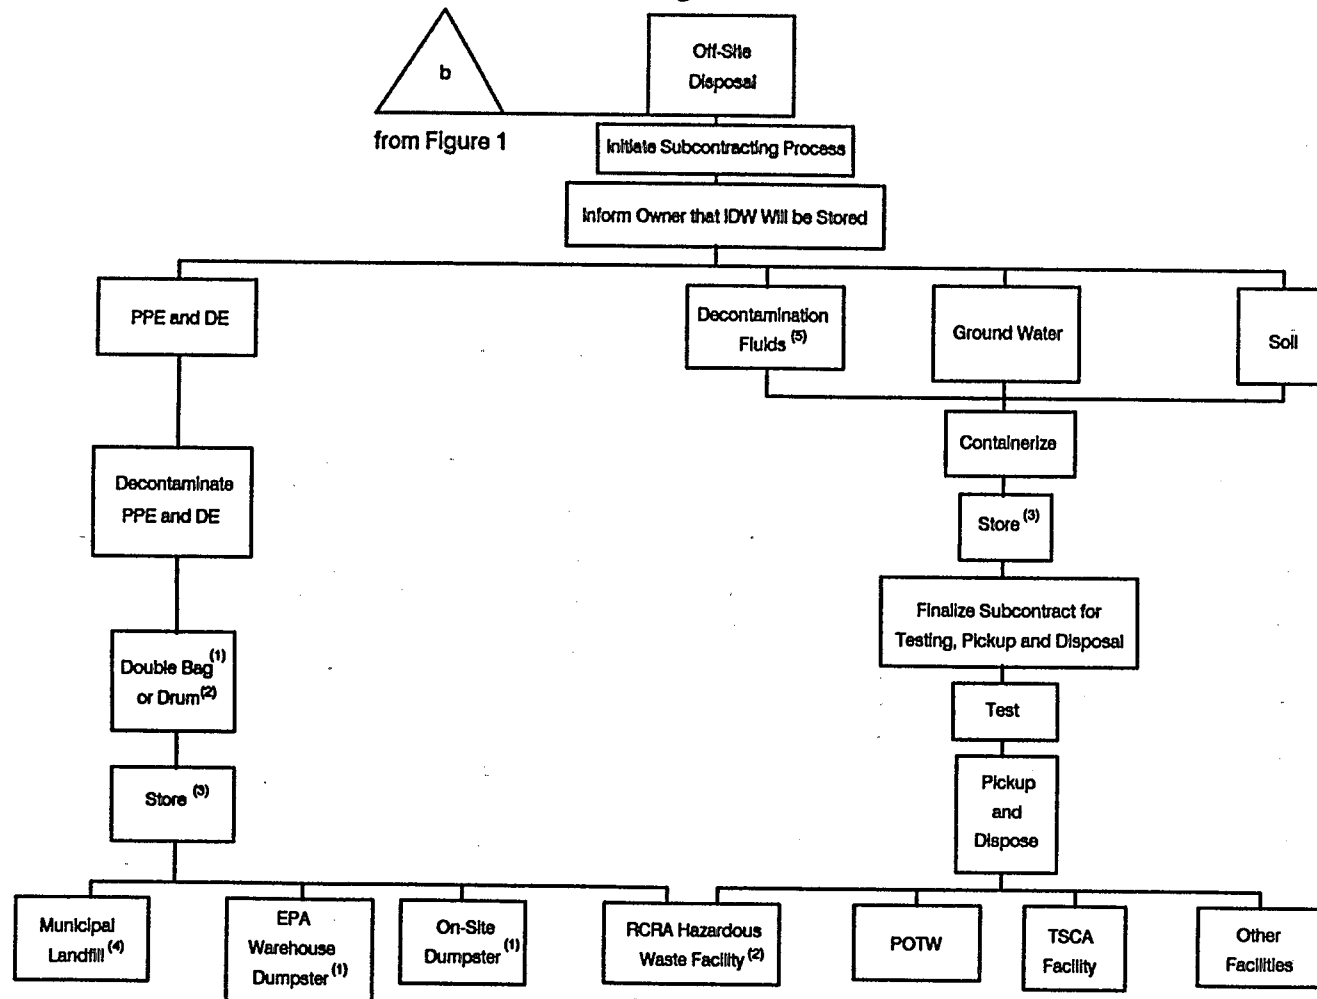 b
Off-Site
Disposal
from Figure 1
Initiate Subcontracting Process
Inform Owner that IDW Will be Stored
PPE and DE
Decontamination
Fluids (5)
Ground Water
Soil
Containerize
Decontaminate
PPE and DE
Store (3)
Finalize Subcontract for
Testing, Pickup and Disposal
Double Bag (1)
or Drum (2)
Test
Store (3)
Pickup
and
Dispose
Municipal
Landfill (4)
EPA
Warehouse
Dumpster (1)
On-Site
Dumpster (1)
RCRA Hazardous
Waste Facility (2)
POTW
TSCA
Facility
Other
Facilities